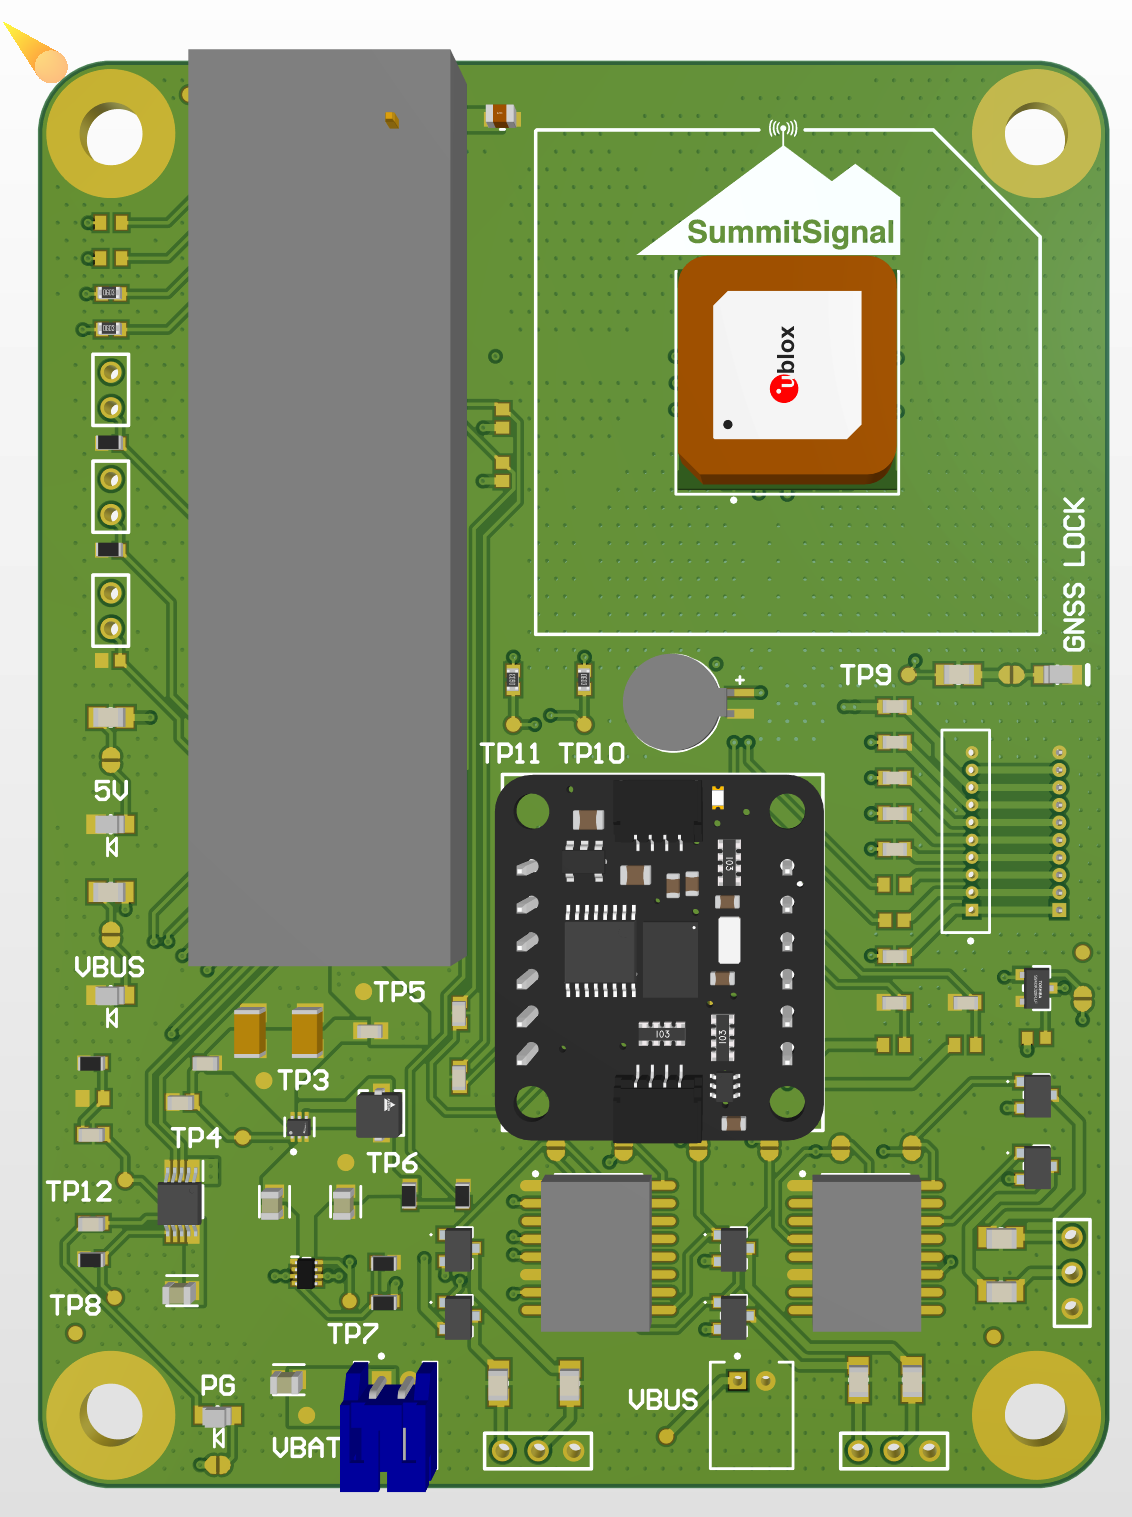 SummitSignal
ublox
GNSS LOCK
TP9
+
TP11
TP10
5V
103
VBUS
TP5
103
103
TP3
TP4
TP6
TP12
TP8
TP7
PG
VBUS
VBAT